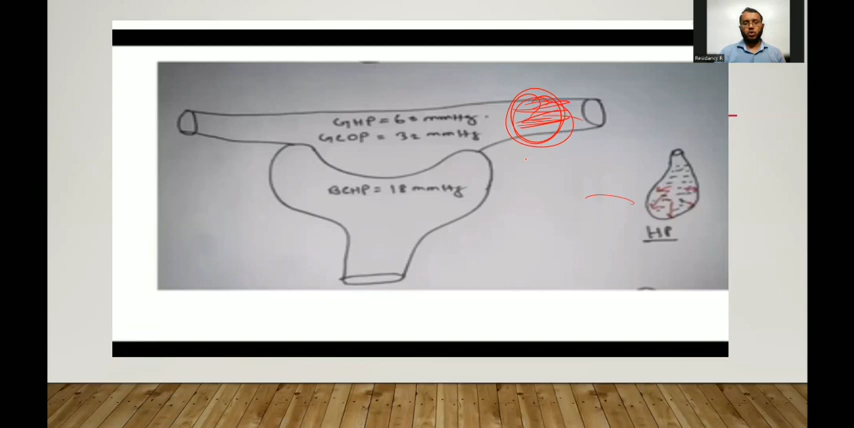 GHP = 60 mmHg.
GCOP = 32 mmHg
BCHP = 18 mmHg
HP